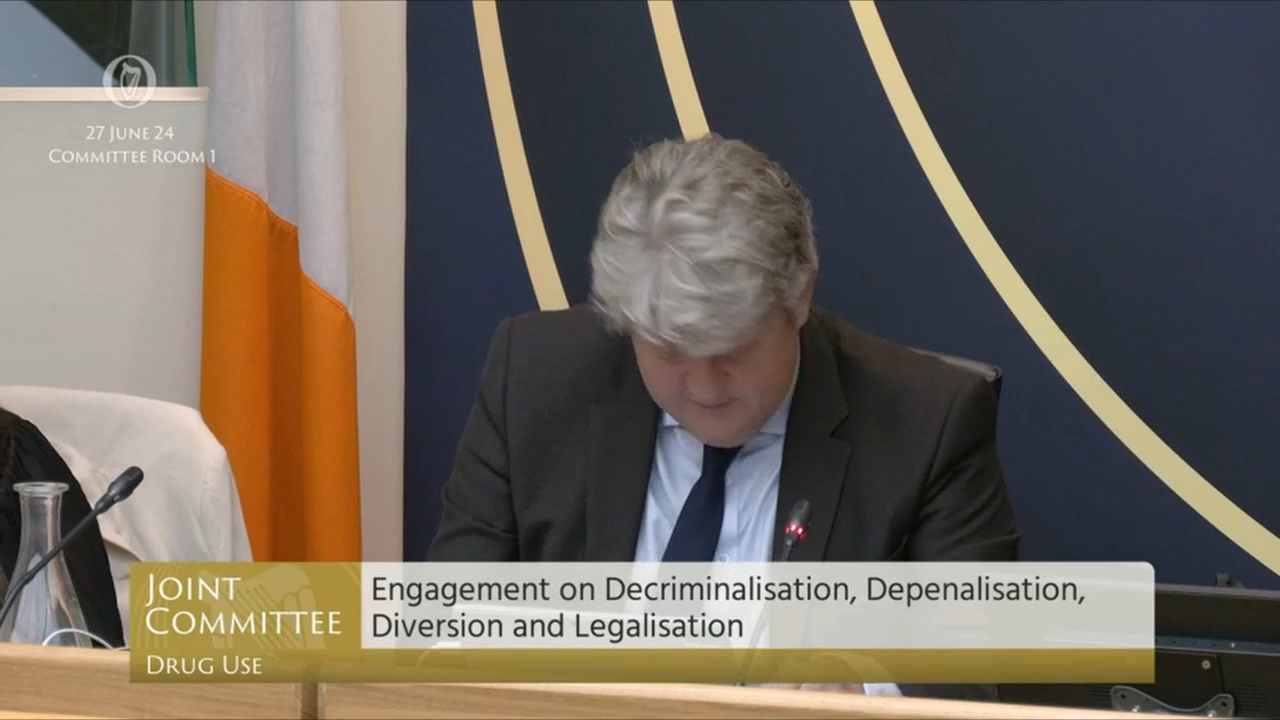 27 June 24
Committee Room 1
Engagement on Decriminalisation, Depenalisation,
Diversion and Legalisation
Joint
Committee
Drug Use